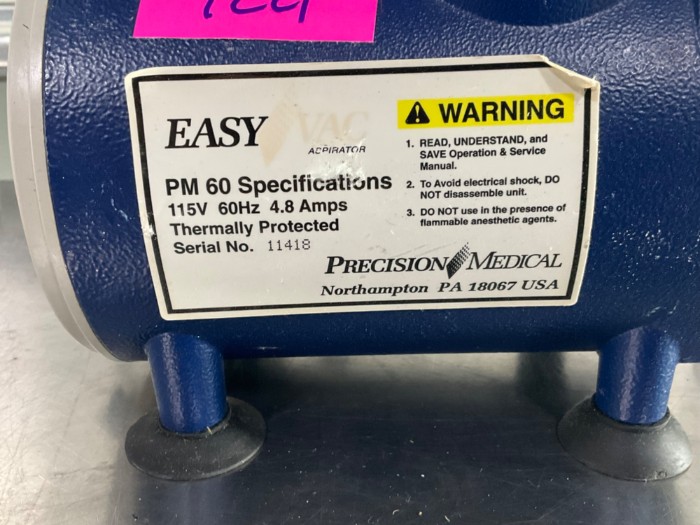 EASY VAC
ASPIRATOR
PM 60 Specifications
115V 60Hz 4.8 Amps
Thermally Protected
Serial No. 11418
WARNING
1. READ, UNDERSTAND, and
SAVE Operation & Service
Manual.
2. To Avoid electrical shock, DO
NOT disassemble unit.
3. DO NOT use in the presence of
flammable anesthetic agents.
PRECISION MEDICAL
Northampton PA 18067 USA